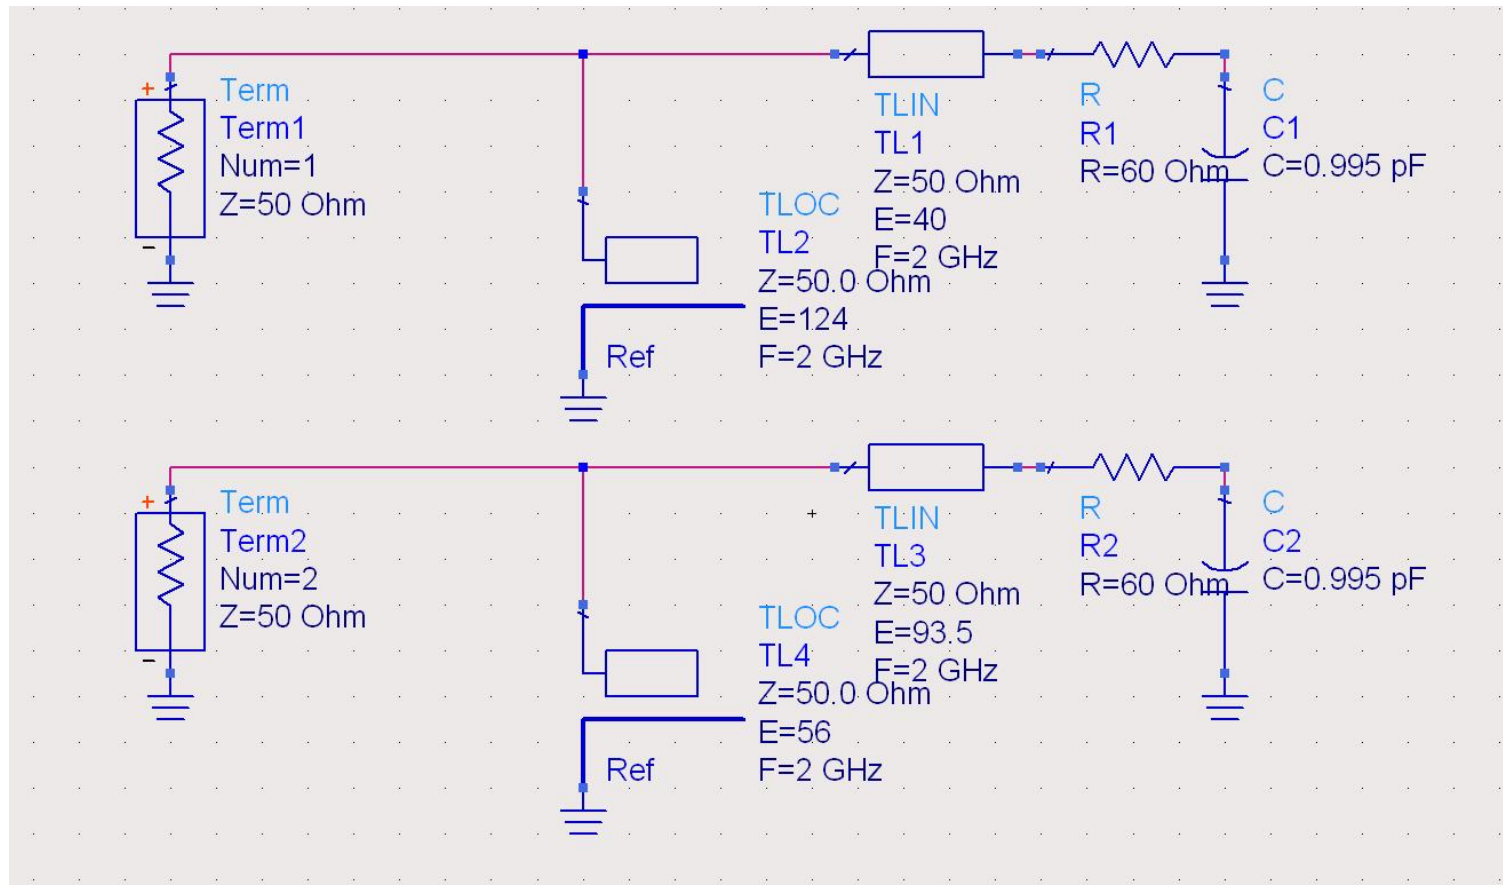 +
Term
Term1
Num=1
Z=50 Ohm
−
TLIN
TL1
Z=50 Ohm
E=40
F=2 GHz
R
R1
R=60 Ohm
C
C1
C=0.995 pF
TLOC
TL2
Z=50.0 Ohm
E=124
F=2 GHz
Ref
+
Term
Term2
Num=2
Z=50 Ohm
−
TLIN
TL3
Z=50 Ohm
E=93.5
F=2 GHz
R
R2
R=60 Ohm
C
C2
C=0.995 pF
TLOC
TL4
Z=50.0 Ohm
E=56
F=2 GHz
Ref